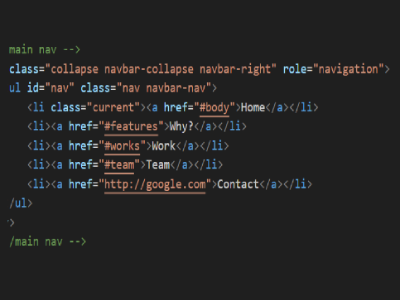 main nav -->
class="collapse navbar-collapse navbar-right" role="navigation">
ul id="nav" class="nav navbar-nav">
<li class="current"><a href="#body">Home</a></li>
<li><a href="#features">Why?</a></li>
<li><a href="#works">Work</a></li>
<li><a href="#team">Team</a></li>
<li><a href="http://google.com">Contact</a></li>
/ul>
>
/main nav -->